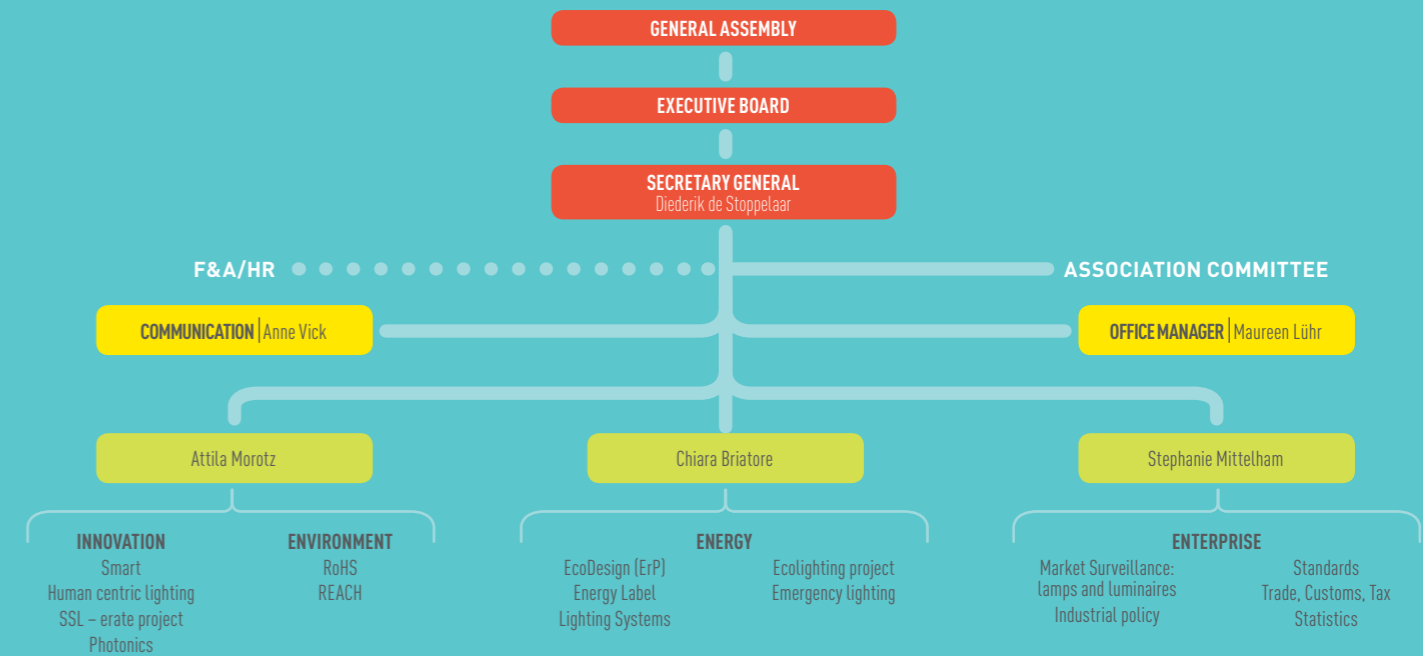 GENERAL ASSEMBLY
EXECUTIVE BOARD
SECRETARY GENERAL
Diederik de Stoppelaar
F&A/HR
ASSOCIATION COMMITTEE
COMMUNICATION | Anne Vick
OFFICE MANAGER | Maureen Lühr
Attila Morotz
Chiara Briatore
Stephanie Mittelham
INNOVATION
Smart
Human centric lighting
SSL – erate project
Photonics
ENVIRONMENT
RoHS
REACH
ENERGY
EcoDesign (ErP)
Energy Label
Lighting Systems
Ecolighting project
Emergency lighting
ENTERPRISE
Market Surveillance:
lamps and luminaires
Industrial policy
Standards
Trade, Customs, Tax
Statistics